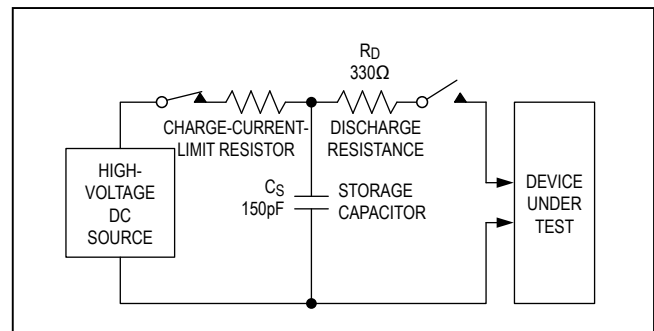 RD
330Ω
CHARGE-CURRENT-
LIMIT RESISTOR
DISCHARGE
RESISTANCE
HIGH-
VOLTAGE
DC
SOURCE
CS
150pF
STORAGE
CAPACITOR
DEVICE
UNDER
TEST